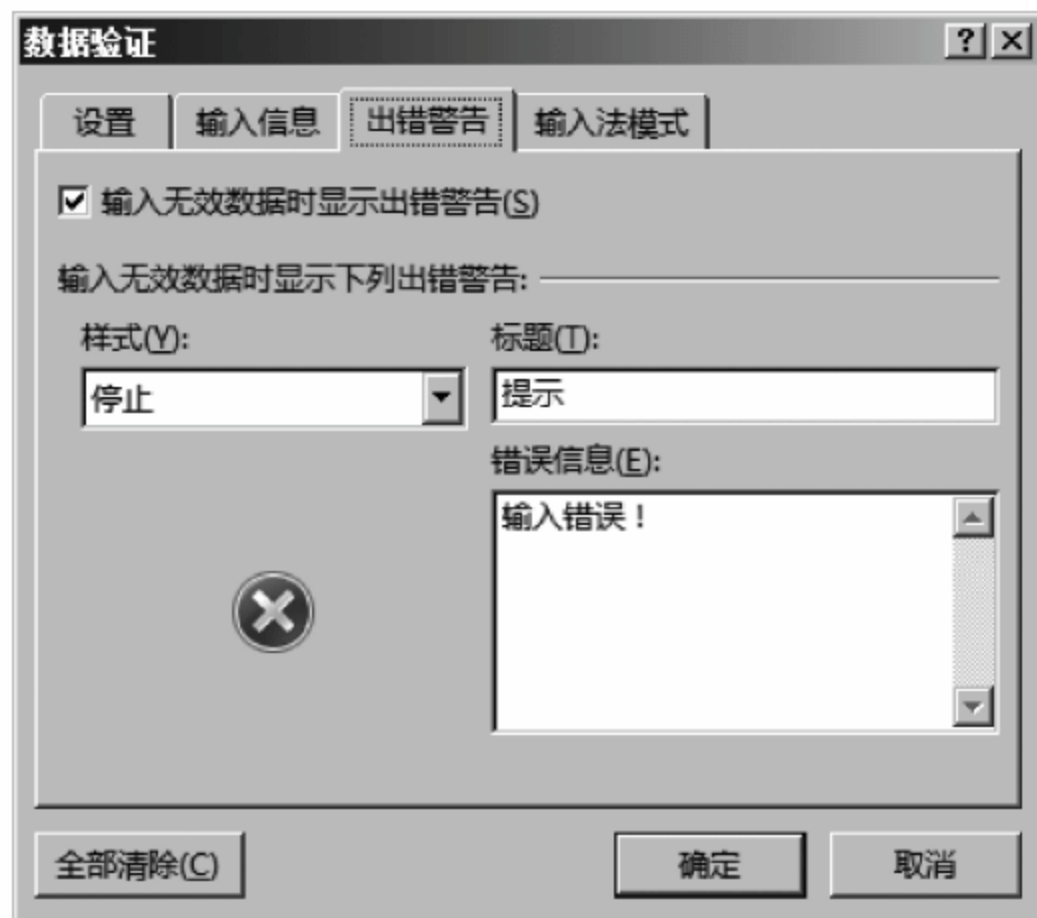 数据验证
设置 输入信息 出错警告 输入法模式
输入无效数据时显示出错警告(S)
输入无效数据时显示下列出错警告:
样式(Y): 标题(T):
停止 提示
错误信息(E):
输入错误！
全部清除(C) 确定 取消